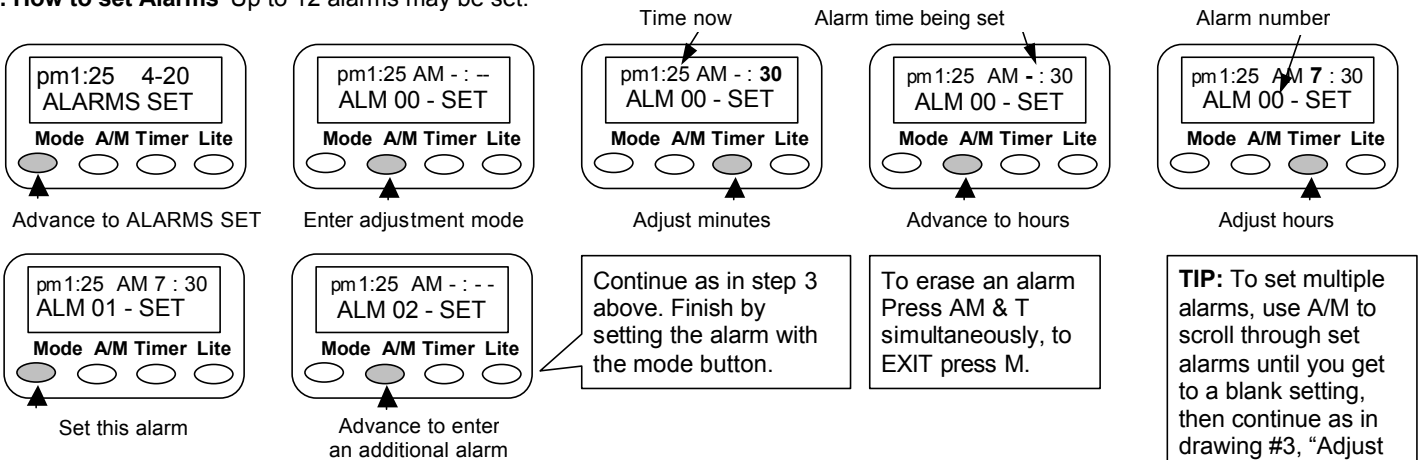 . How to set Alarms Up to 12 alarms may be set.
Time now
Alarm time being set
Alarm number
pm1:25 4-20
ALARMS SET
Mode A/M Timer Lite
Advance to ALARMS SET
pm1:25 AM - : --
ALM 00 - SET
Mode A/M Timer Lite
Enter adjustment mode
pm1:25 AM - : 30
ALM 00 - SET
Mode A/M Timer Lite
Adjust minutes
pm1:25 AM - : 30
ALM 00 - SET
Mode A/M Timer Lite
Advance to hours
pm1:25 AM 7 : 30
ALM 00 - SET
Mode A/M Timer Lite
Adjust hours
pm1:25 AM 7 : 30
ALM 01 - SET
Mode A/M Timer Lite
Set this alarm
pm1:25 AM - : - -
ALM 02 - SET
Mode A/M Timer Lite
Advance to enter
an additional alarm
Continue as in step 3
above. Finish by
setting the alarm with
the mode button.
To erase an alarm
Press AM & T
simultaneously, to
EXIT press M.
TIP: To set multiple
alarms, use A/M to
scroll through set
alarms until you get
to a blank setting,
then continue as in
drawing #3, “Adjust